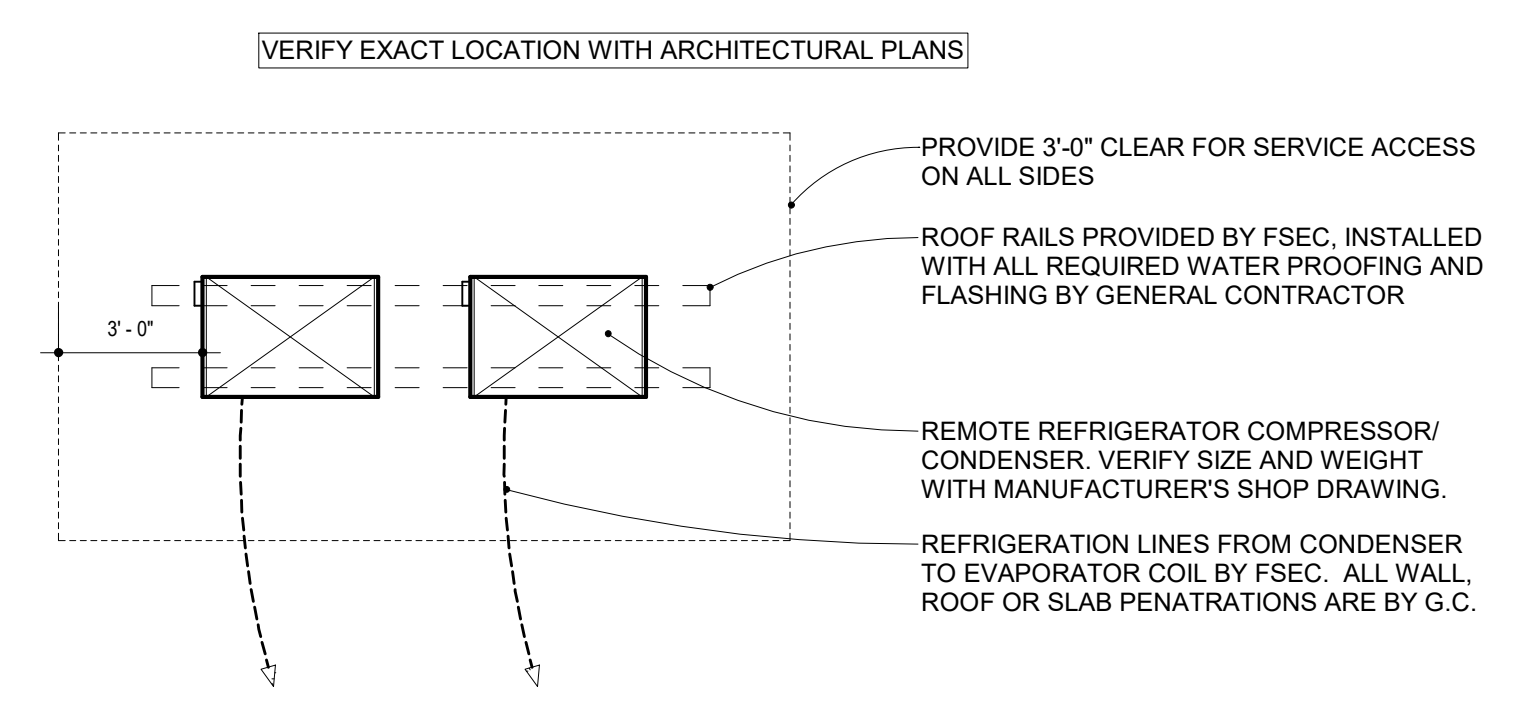 VERIFY EXACT LOCATION WITH ARCHITECTURAL PLANS
PROVIDE 3'-0" CLEAR FOR SERVICE ACCESS
ON ALL SIDES
ROOF RAILS PROVIDED BY FSEC, INSTALLED
WITH ALL REQUIRED WATER PROOFING AND
FLASHING BY GENERAL CONTRACTOR
3' - 0"
REMOTE REFRIGERATOR COMPRESSOR/
CONDENSER. VERIFY SIZE AND WEIGHT
WITH MANUFACTURER'S SHOP DRAWING.
REFRIGERATION LINES FROM CONDENSER
TO EVAPORATOR COIL BY FSEC.  ALL WALL,
ROOF OR SLAB PENATRATIONS ARE BY G.C.